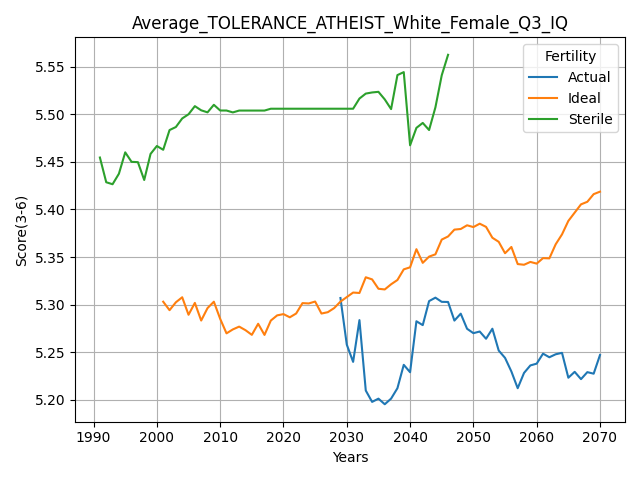 Average_TOLERANCE_ATHEIST_White_Female_Q3_IQ
Fertility
Actual
Ideal
Sterile
Score(3-6)
5.55
5.50
5.45
5.40
5.35
5.30
5.25
5.20
1990 2000 2010 2020 2030 2040 2050 2060 2070
Years